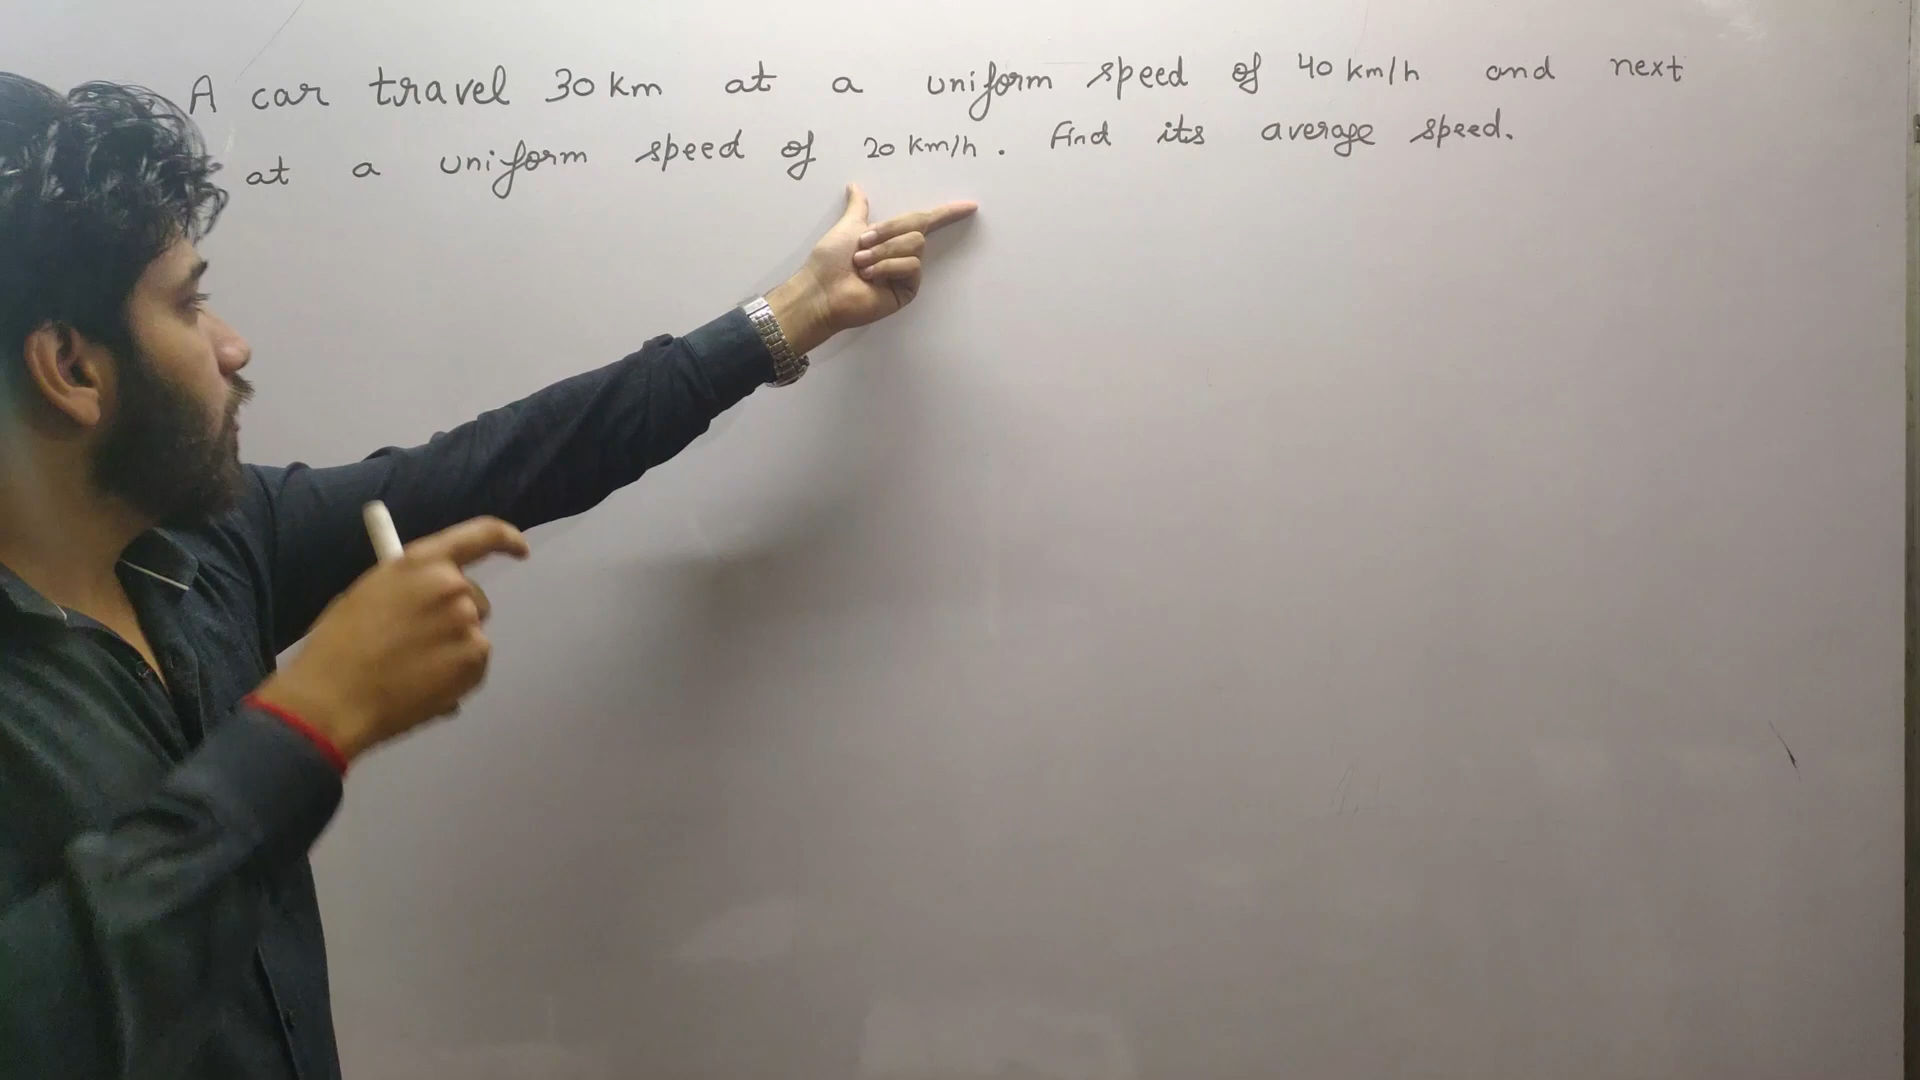 A car travel 30 km at a uniform speed of 40 km/h and next
at a uniform speed of 20 km/h. Find its average speed.